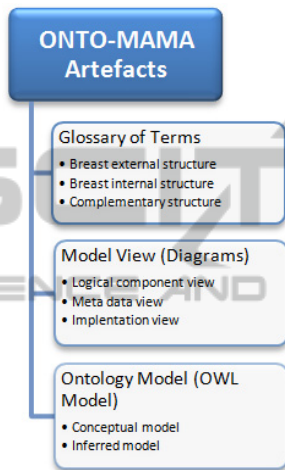 ONTO-MAMA
Artefacts
Glossary of Terms
• Breast external structure
• Breast internal structure
• Complementary structure
Model View (Diagrams)
• Logical component view
• Meta data view
• Implentation view
Ontology Model (OWL
Model)
• Conceptual model
• Inferred model